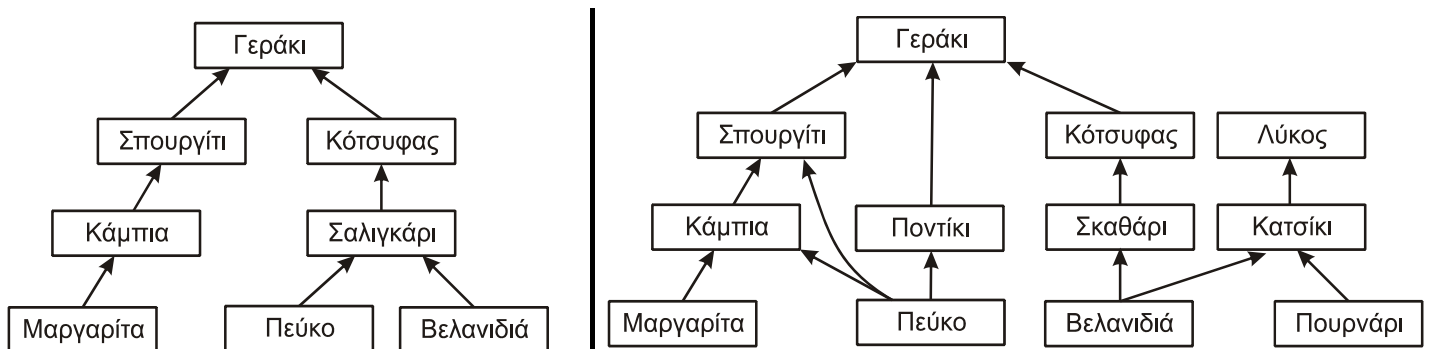 Γεράκι
Σπουργίτι Κότσυφας
Κάμπια Σαλιγκάρι
Μαργαρίτα Πεύκο Βελανιδιά
Γεράκι
Σπουργίτι Κότσυφας Λύκος
Κάμπια Ποντίκι Σκαθάρι Κατσίκι
Μαργαρίτα Πεύκο Βελανιδιά Πουρνάρι